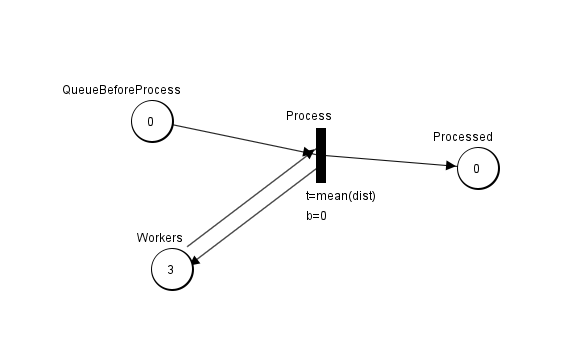 QueueBeforeProcess
0
Process
Processed
0
t=mean(dist)
b=0
Workers
3